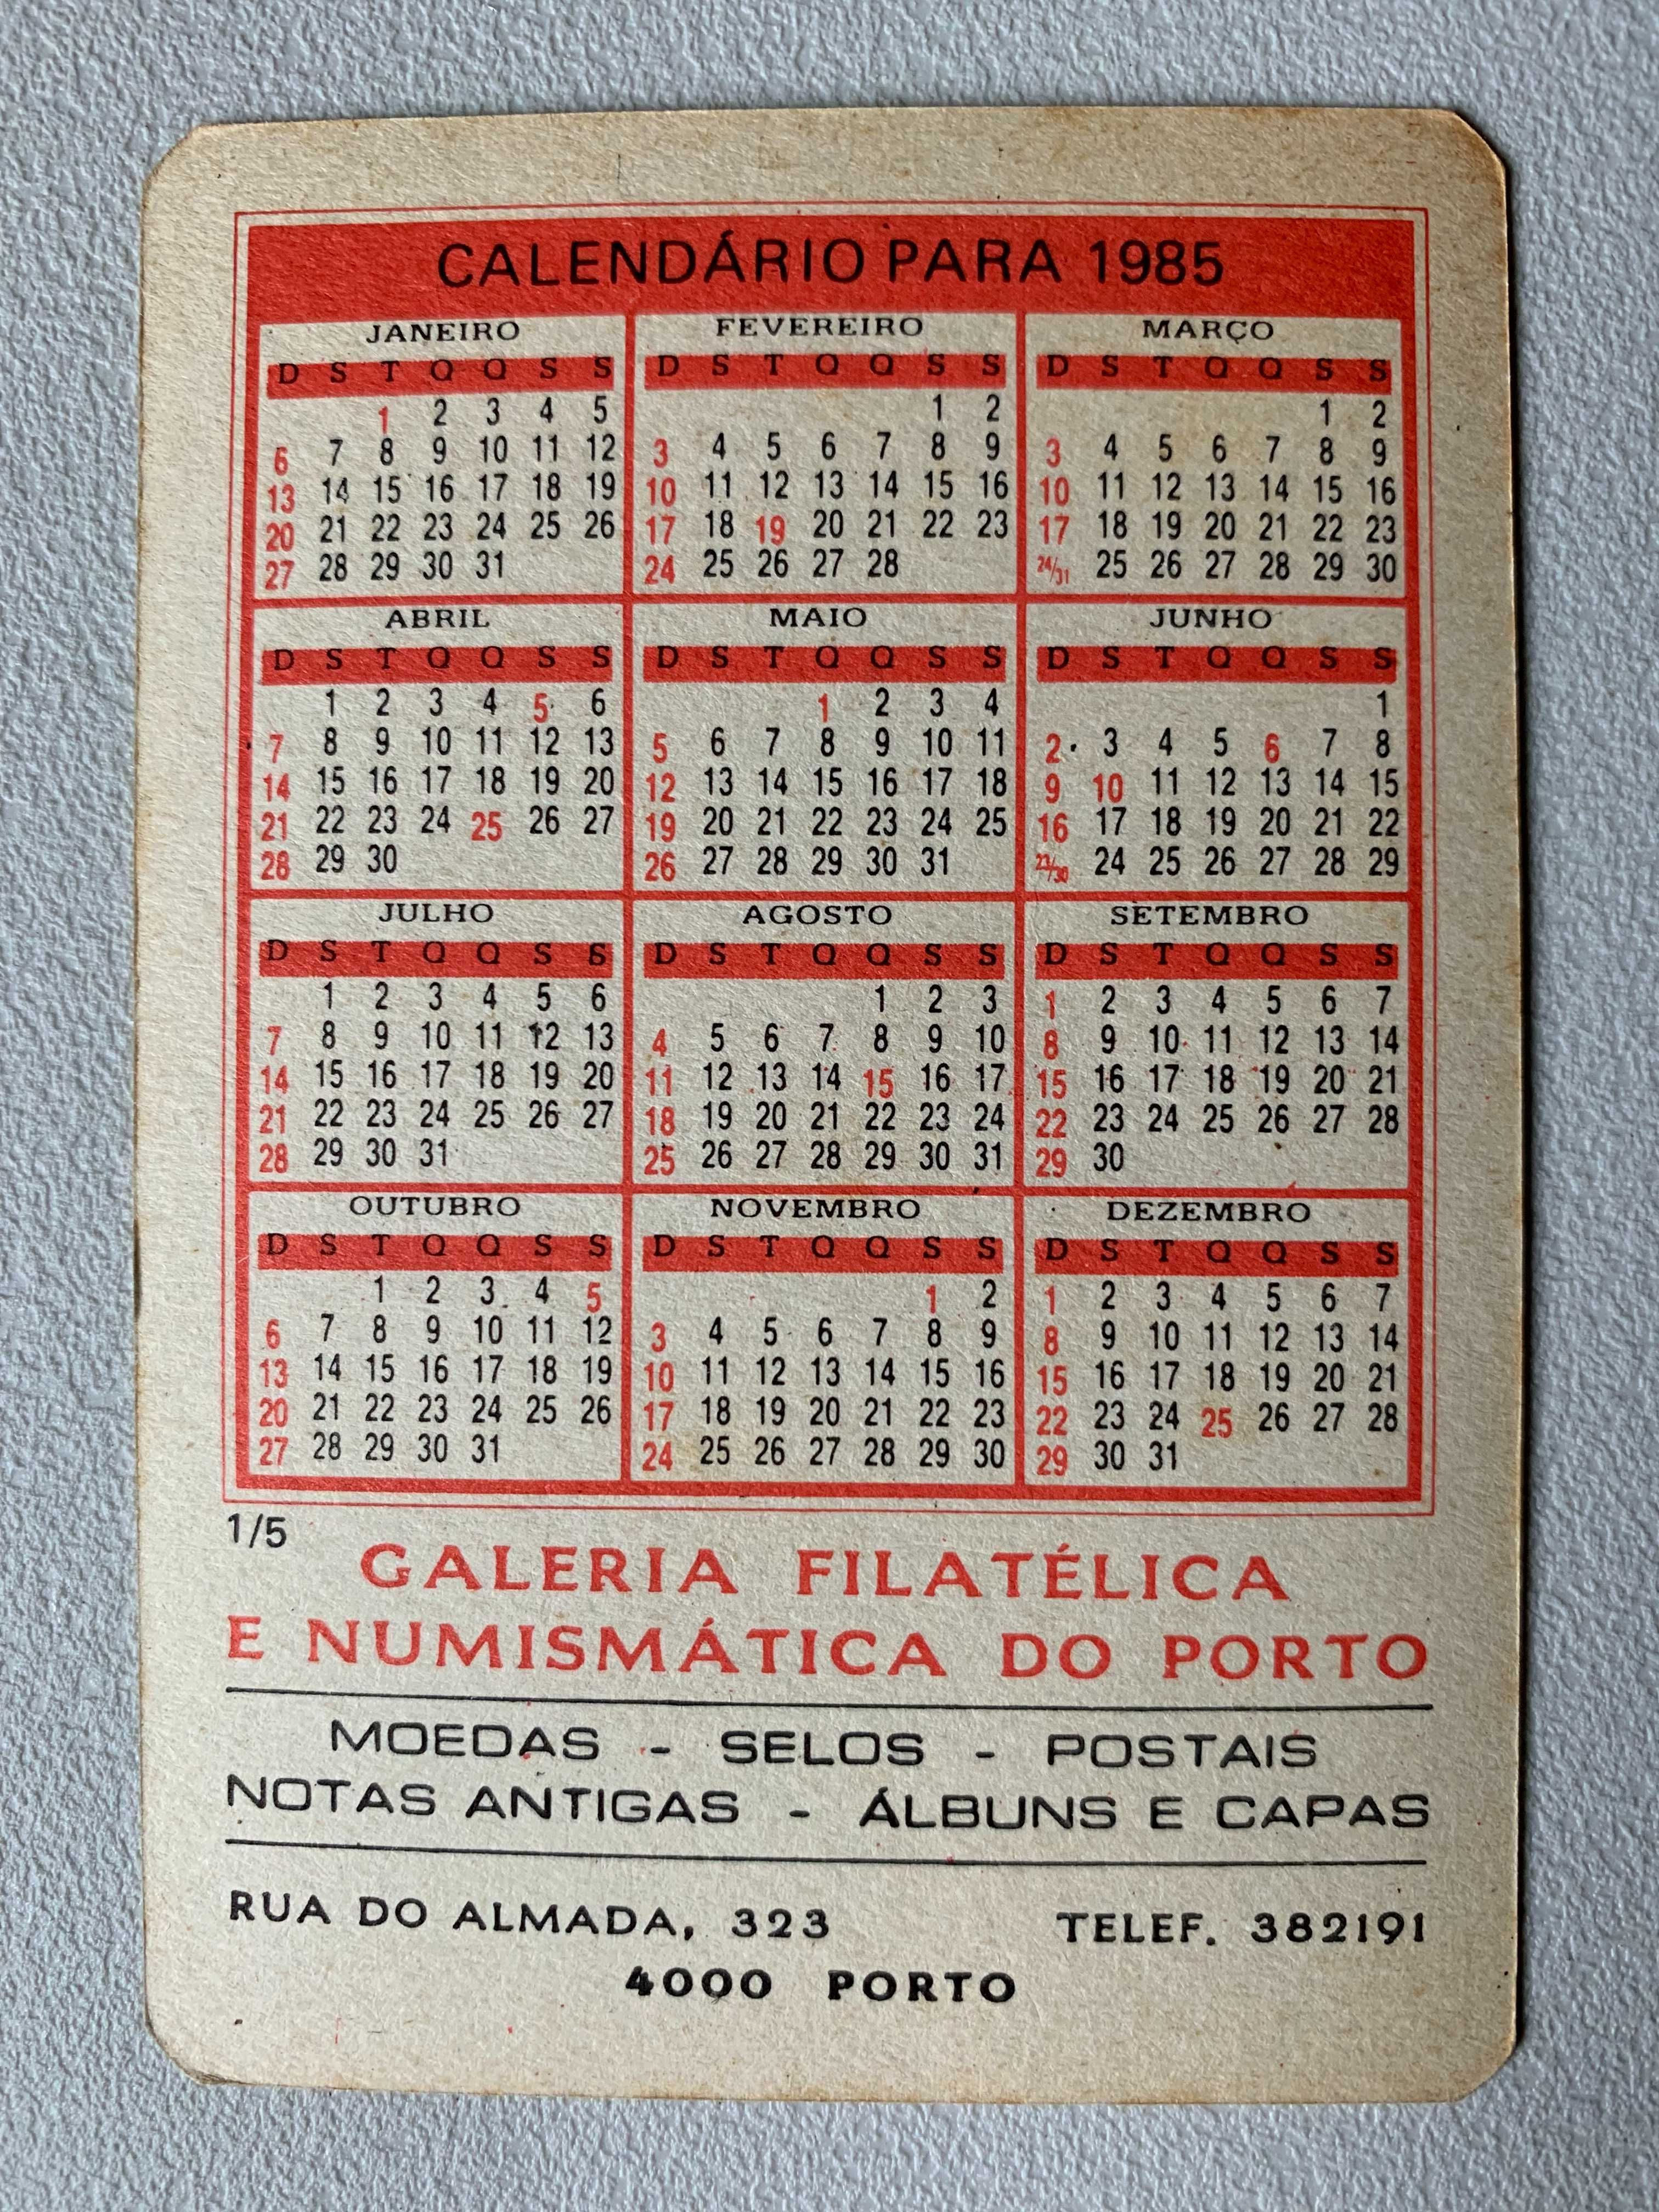 CALENDÁRIO PARA 1985
JANEIRO
D S T Q Q S S
1 2 3 4 5
6 7 8 9 10 11 12
13 14 15 16 17 18 19
20 21 22 23 24 25 26
27 28 29 30 31
FEVEREIRO
D S T Q Q S S
1 2
3 4 5 6 7 8 9
10 11 12 13 14 15 16
17 18 19 20 21 22 23
24 25 26 27 28
MARÇO
D S T Q Q S S
1 2
3 4 5 6 7 8 9
10 11 12 13 14 15 16
17 18 19 20 21 22 23
24/31 25 26 27 28 29 30
ABRIL
D S T Q Q S S
1 2 3 4 5 6
7 8 9 10 11 12 13
14 15 16 17 18 19 20
21 22 23 24 25 26 27
28 29 30
MAIO
D S T Q Q S S
1 2 3 4
5 6 7 8 9 10 11
12 13 14 15 16 17 18
19 20 21 22 23 24 25
26 27 28 29 30 31
JUNHO
D S T Q Q S S
1
2 3 4 5 6 7 8
9 10 11 12 13 14 15
16 17 18 19 20 21 22
23/30 24 25 26 27 28 29
JULHO
D S T Q Q S S
1 2 3 4 5 6
7 8 9 10 11 12 13
14 15 16 17 18 19 20
21 22 23 24 25 26 27
28 29 30 31
AGOSTO
D S T Q Q S S
1 2 3
4 5 6 7 8 9 10
11 12 13 14 15 16 17
18 19 20 21 22 23 24
25 26 27 28 29 30 31
SETEMBRO
D S T Q Q S S
1 2 3 4 5 6 7
8 9 10 11 12 13 14
15 16 17 18 19 20 21
22 23 24 25 26 27 28
29 30
OUTUBRO
D S T Q Q S S
1 2 3 4 5
6 7 8 9 10 11 12
13 14 15 16 17 18 19
20 21 22 23 24 25 26
27 28 29 30 31
NOVEMBRO
D S T Q Q S S
1 2
3 4 5 6 7 8 9
10 11 12 13 14 15 16
17 18 19 20 21 22 23
24 25 26 27 28 29 30
DEZEMBRO
D S T Q Q S S
1 2 3 4 5 6 7
8 9 10 11 12 13 14
15 16 17 18 19 20 21
22 23 24 25 26 27 28
29 30 31
1/5
GALERIA FILATÉLICA
E NUMISMÁTICA DO PORTO
MOEDAS - SELOS - POSTAIS
NOTAS ANTIGAS - ÁLBUNS E CAPAS
RUA DO ALMADA, 323 TELEF. 382191
4000 PORTO